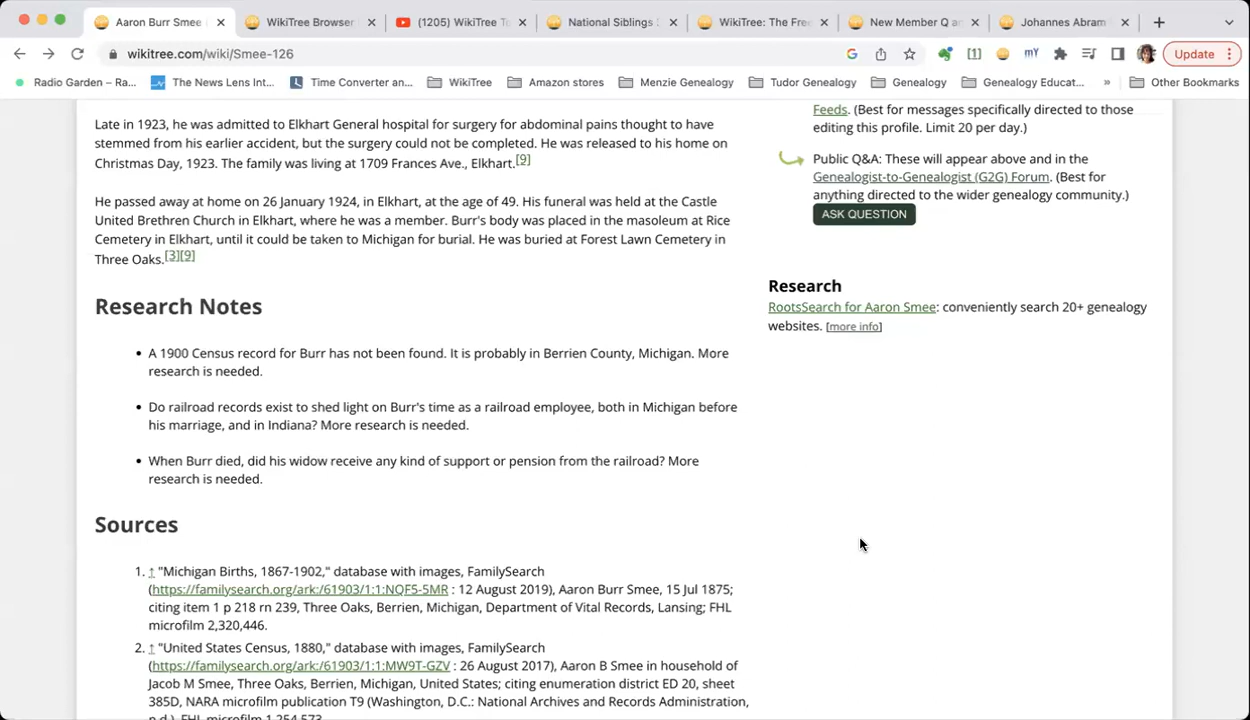 Aaron Burr Smee
WikiTree Browser
(1205) WikiTree T
National Siblings
WikiTree: The Free
New Member Q a
Johannes Abram
wikitree.com/wiki/Smee-126
Update
Radio Garden – Ra...
The News Lens Int...
Time Converter an...
WikiTree
Amazon stores
Menzie Genealogy
Tudor Genealogy
Genealogy
Genealogy Educat...
»
Other Bookmarks
Late in 1923, he was admitted to Elkhart General hospital for surgery for abdominal pains thought to have
stemmed from his earlier accident, but the surgery could not be completed. He was released to his home on
Christmas Day, 1923. The family was living at 1709 Frances Ave., Elkhart.[9]
He passed away at home on 26 January 1924, in Elkhart, at the age of 49. His funeral was held at the Castle
United Brethren Church in Elkhart, where he was a member. Burr's body was placed in the masoleum at Rice
Cemetery in Elkhart, until it could be taken to Michigan for burial. He was buried at Forest Lawn Cemetery in
Three Oaks.[3][9]
Research Notes
• A 1900 Census record for Burr has not been found. It is probably in Berrien County, Michigan. More
research is needed.
• Do railroad records exist to shed light on Burr's time as a railroad employee, both in Michigan before
his marriage, and in Indiana? More research is needed.
• When Burr died, did his widow receive any kind of support or pension from the railroad? More
research is needed.
Sources
1. ↑ "Michigan Births, 1867-1902," database with images, FamilySearch
(https://familysearch.org/ark:/61903/1:1:NQF5-5MR : 12 August 2019), Aaron Burr Smee, 15 Jul 1875;
citing item 1 p 218 rn 239, Three Oaks, Berrien, Michigan, Department of Vital Records, Lansing; FHL
microfilm 2,320,446.
2. ↑ "United States Census, 1880," database with images, FamilySearch
(https://familysearch.org/ark:/61903/1:1:MW9T-GZV : 26 August 2017), Aaron B Smee in household of
Jacob M Smee, Three Oaks, Berrien, Michigan, United States; citing enumeration district ED 20, sheet
385D, NARA microfilm publication T9 (Washington, D.C.: National Archives and Records Administration,
n.d.), FHL microfilm 1,254,573.
Feeds. (Best for messages specifically directed to those
editing this profile. Limit 20 per day.)
Public Q&A: These will appear above and in the
Genealogist-to-Genealogist (G2G) Forum. (Best for
anything directed to the wider genealogy community.)
ASK QUESTION
Research
RootsSearch for Aaron Smee: conveniently search 20+ genealogy
websites. [more info]